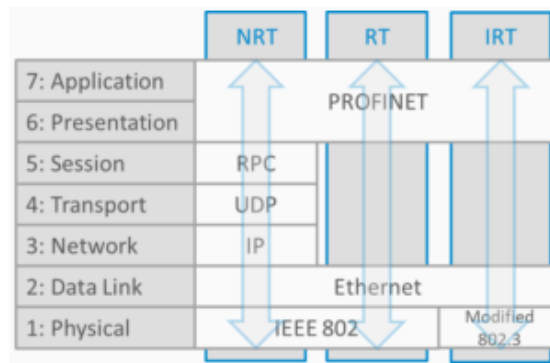 NRT RT IRT
7: Application
PROFINET
6: Presentation
5: Session RPC
4: Transport UDP
3: Network IP
2: Data Link Ethernet
1: Physical IEEE 802 Modified
802.3